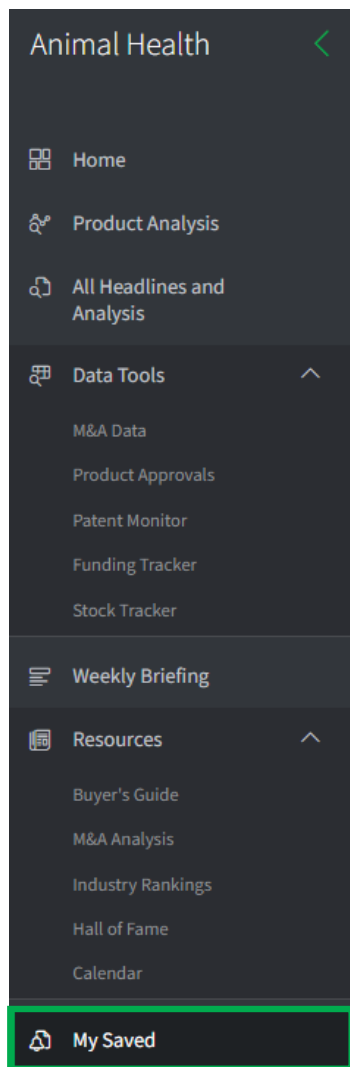 Animal Health
Home
Product Analysis
All Headlines and
Analysis
Data Tools
M&A Data
Product Approvals
Patent Monitor
Funding Tracker
Stock Tracker
Weekly Briefing
Resources
Buyer's Guide
M&A Analysis
Industry Rankings
Hall of Fame
Calendar
My Saved